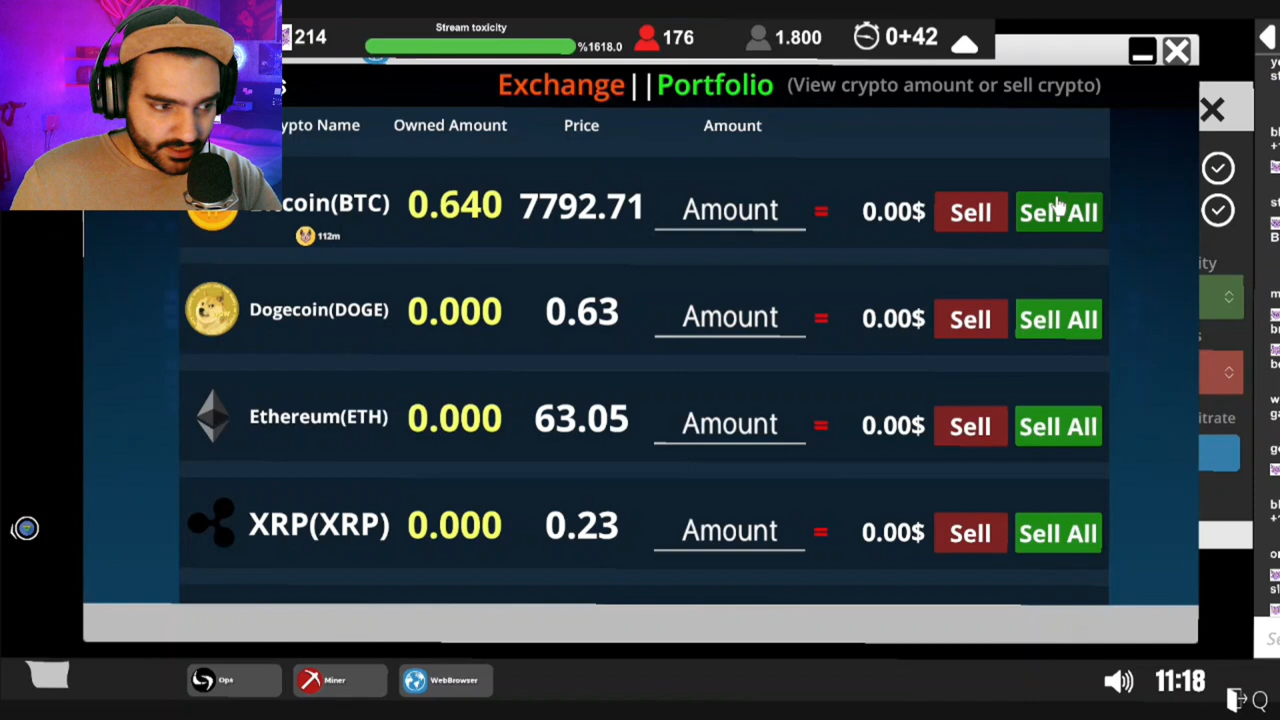 214
Stream toxicity
%1618.0
176
1.800
0+42
Exchange || Portfolio (View crypto amount or sell crypto)
Owned Amount Price Amount
(BTC) 0.640 7792.71 Amount = 0.00$ Sell Sell All
112m
Dogecoin(DOGE) 0.000 0.63 Amount = 0.00$ Sell Sell All
Ethereum(ETH) 0.000 63.05 Amount = 0.00$ Sell Sell All
XRP(XRP) 0.000 0.23 Amount = 0.00$ Sell Sell All
Ops Miner WebBrowser
11:18
Q